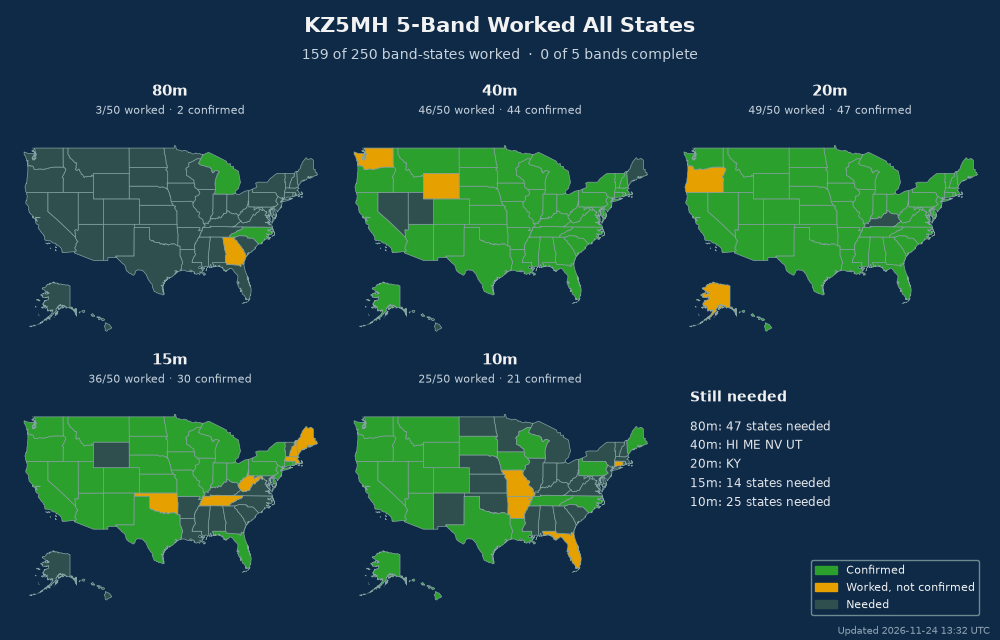 KZ5MH 5-Band Worked All States
159 of 250 band-states worked · 0 of 5 bands complete
80m
3/50 worked · 2 confirmed
40m
46/50 worked · 44 confirmed
20m
49/50 worked · 47 confirmed
15m
36/50 worked · 30 confirmed
10m
25/50 worked · 21 confirmed
Still needed
80m: 47 states needed
40m: HI ME NV UT
20m: KY
15m: 14 states needed
10m: 25 states needed
Confirmed
Worked, not confirmed
Needed
Updated 2026-11-24 13:32 UTC